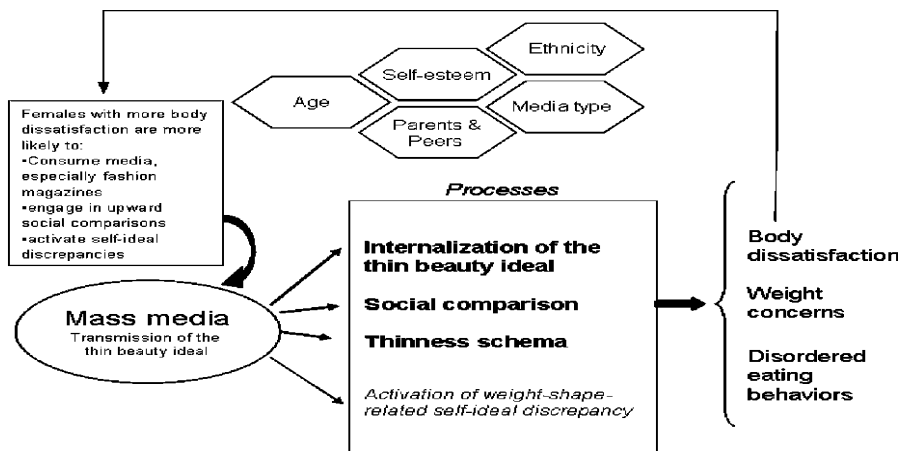 Ethnicity
Self-esteem
Age
Media type
Parents &
Peers
Females with more body
dissatisfaction are more
likely to:
•Consume media,
especially fashion
magazines
•engage in upward
social comparisons
•activate self-ideal
discrepancies
Processes
Internalization of the
thin beauty ideal
Social comparison
Thinness schema
Activation of weight-shape-
related self-ideal discrepancy
Mass media
Transmission of the
thin beauty ideal
Body
dissatisfaction
Weight
concerns
Disordered
eating
behaviors